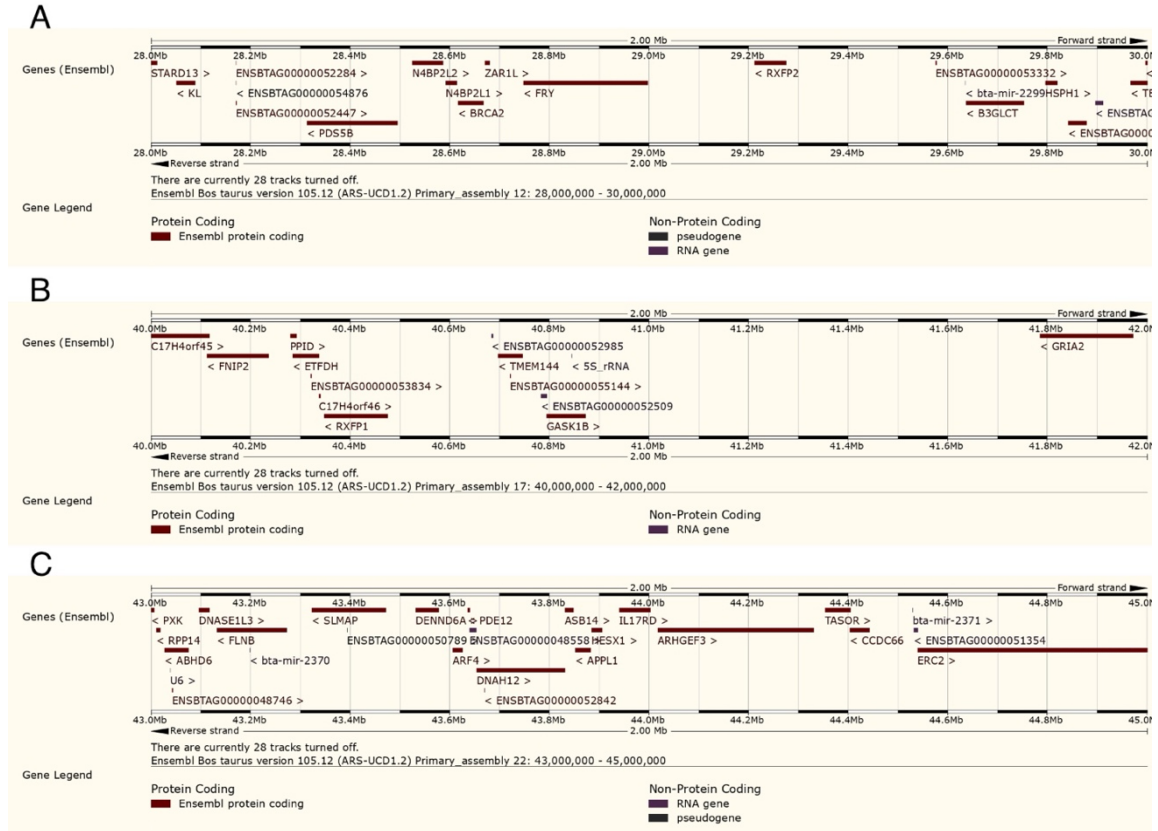 A
2.00 Mb Forward strand
28.0Mb 28.2Mb 28.4Mb 28.6Mb 28.8Mb 29.0Mb 29.2Mb 29.4Mb 29.6Mb 29.8Mb 30.0Mb
Genes (Ensembl)
STARD13 > ENSBTAG00000052284 > N4BP2L2 > ZAR1L > < RXFP2 ENSBTAG00000053332 > <
< KL < ENSBTAG00000054876 N4BP2L1 > < FRY < bta-mir-2299 HSPH1 > < TE
ENSBTAG00000052447 > < BRCA2 < B3GLCT < ENSBTAG
< PDS5B < ENSBTAG0000
28.0Mb 28.2Mb 28.4Mb 28.6Mb 28.8Mb 29.0Mb 29.2Mb 29.4Mb 29.6Mb 29.8Mb 30.0Mb
Reverse strand 2.00 Mb
There are currently 28 tracks turned off.
Ensembl Bos taurus version 105.12 (ARS-UCD1.2) Primary_assembly 12: 28,000,000 - 30,000,000
Gene Legend
Protein Coding Non-Protein Coding
Ensembl protein coding pseudogene
RNA gene
B
2.00 Mb Forward strand
40.0Mb 40.2Mb 40.4Mb 40.6Mb 40.8Mb 41.0Mb 41.2Mb 41.4Mb 41.6Mb 41.8Mb 42.0Mb
Genes (Ensembl)
C17H4orf45 > PPID > < ENSBTAG00000052985 < GRIA2
< FNIP2 < ETFDH < TMEM144 < 5S_rRNA
ENSBTAG00000053834 > ENSBTAG00000055144 >
C17H4orf46 > < ENSBTAG00000052509
< RXFP1 GASK1B >
40.0Mb 40.2Mb 40.4Mb 40.6Mb 40.8Mb 41.0Mb 41.2Mb 41.4Mb 41.6Mb 41.8Mb 42.0Mb
Reverse strand 2.00 Mb
There are currently 28 tracks turned off.
Ensembl Bos taurus version 105.12 (ARS-UCD1.2) Primary_assembly 17: 40,000,000 - 42,000,000
Gene Legend
Protein Coding Non-Protein Coding
Ensembl protein coding RNA gene
C
2.00 Mb Forward strand
43.0Mb 43.2Mb 43.4Mb 43.6Mb 43.8Mb 44.0Mb 44.2Mb 44.4Mb 44.6Mb 44.8Mb 45.0Mb
Genes (Ensembl)
< PXK DNASE1L3 > < SLMAP DENND6A < PDE12 ASB14 > IL17RD > TASOR > bta-mir-2371 >
< RPP14 < FLNB ENSBTAG00000050789 ENSBTAG00000048558 HESX1 > ARHGEF3 > < CCDC66 < ENSBTAG00000051354
< ABHD6 < bta-mir-2370 ARF4 > < APPL1 ERC2 >
U6 > DNAH12 >
ENSBTAG00000048746 > < ENSBTAG00000052842
43.0Mb 43.2Mb 43.4Mb 43.6Mb 43.8Mb 44.0Mb 44.2Mb 44.4Mb 44.6Mb 44.8Mb 45.0Mb
Reverse strand 2.00 Mb
There are currently 28 tracks turned off.
Ensembl Bos taurus version 105.12 (ARS-UCD1.2) Primary_assembly 22: 43,000,000 - 45,000,000
Gene Legend
Protein Coding Non-Protein Coding
Ensembl protein coding RNA gene
pseudogene